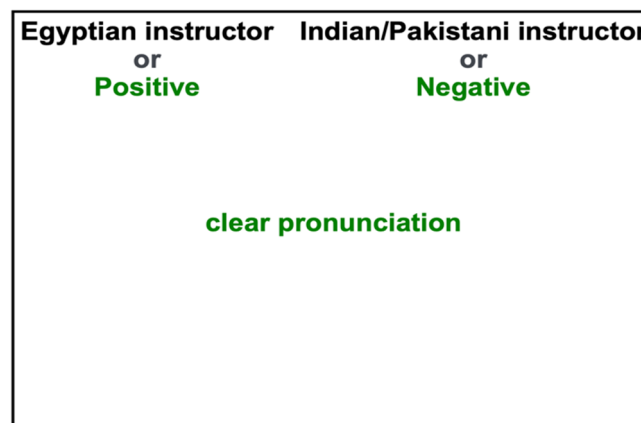 Egyptian instructor Indian/Pakistani instructor
or or
Positive Negative
clear pronunciation